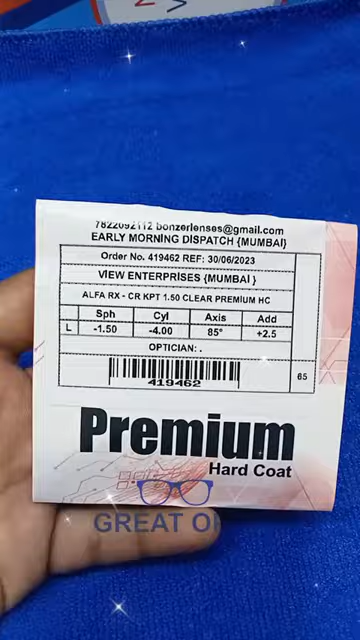 7822092112 bonzerlenses@gmail.com
EARLY MORNING DISPATCH {MUMBAI}
Order No. 419462 REF: 30/06/2023
VIEW ENTERPRISES {MUMBAI }
ALFA RX - CR KPT 1.50 CLEAR PREMIUM HC
Sph Cyl Axis Add
L -1.50 -4.00 85° +2.5
OPTICIAN: .
419462
65
Premium
Hard Coat
GREAT OP